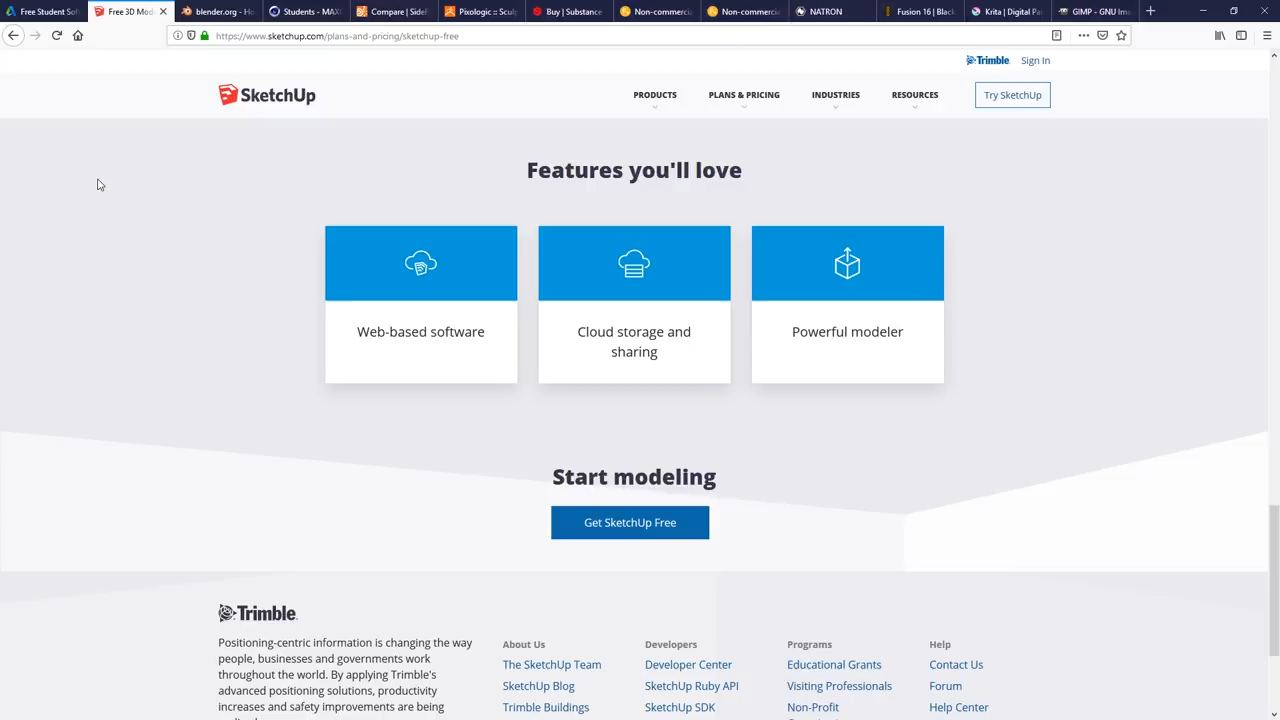 Free Student Soft
Free 3D Mod
blender.org - Ho
Students - MAX
Compare | Sidef
Pixologic :: Sculp
Buy | Substance
Non-commercia
Non-commercia
NATRON
Fusion 16 | Black
Krita | Digital Pa
GIMP - GNU Ima
https://www.sketchup.com/plans-and-pricing/sketchup-free
Trimble Sign In
SketchUp
PRODUCTS PLANS & PRICING INDUSTRIES RESOURCES Try SketchUp
Features you'll love
Web-based software
Cloud storage and
sharing
Powerful modeler
Start modeling
Get SketchUp Free
Trimble
Positioning-centric information is changing the way
people, businesses and governments work
throughout the world. By applying Trimble's
advanced positioning solutions, productivity
increases and safety improvements are being
About Us
The SketchUp Team
SketchUp Blog
Trimble Buildings
Developers
Developer Center
SketchUp Ruby API
SketchUp SDK
Programs
Educational Grants
Visiting Professionals
Non-Profit
Help
Contact Us
Forum
Help Center